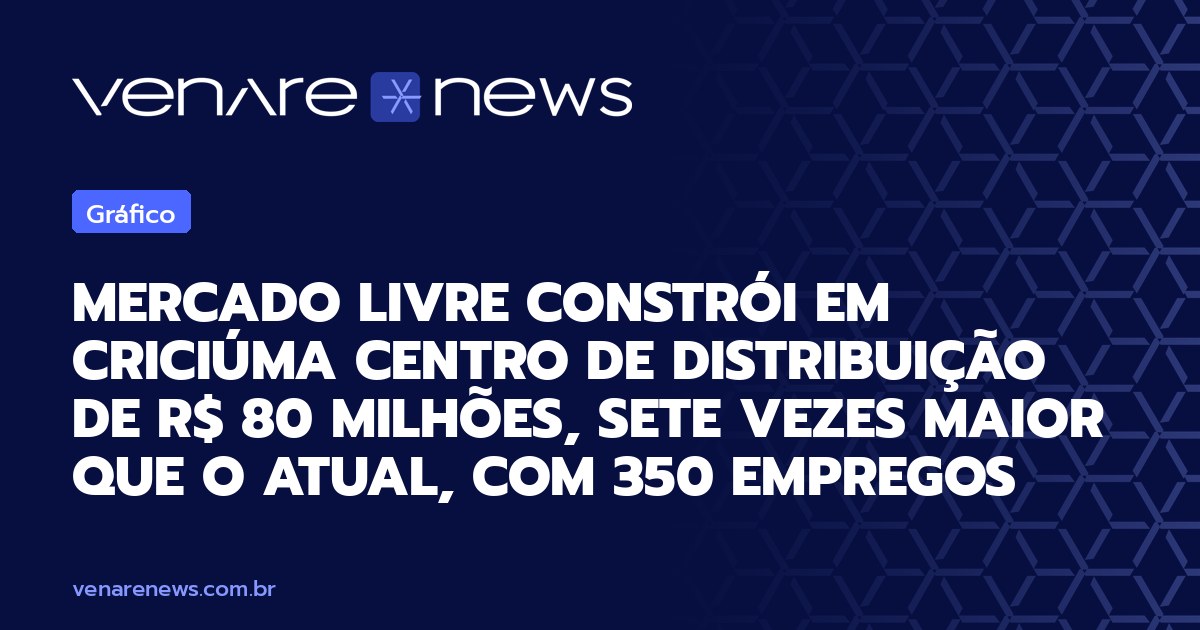 venare news
Gráfico
MERCADO LIVRE CONSTRÓI EM
CRICIÚMA CENTRO DE DISTRIBUIÇÃO
DE R$ 80 MILHÕES, SETE VEZES MAIOR
QUE O ATUAL, COM 350 EMPREGOS
venarenews.com.br